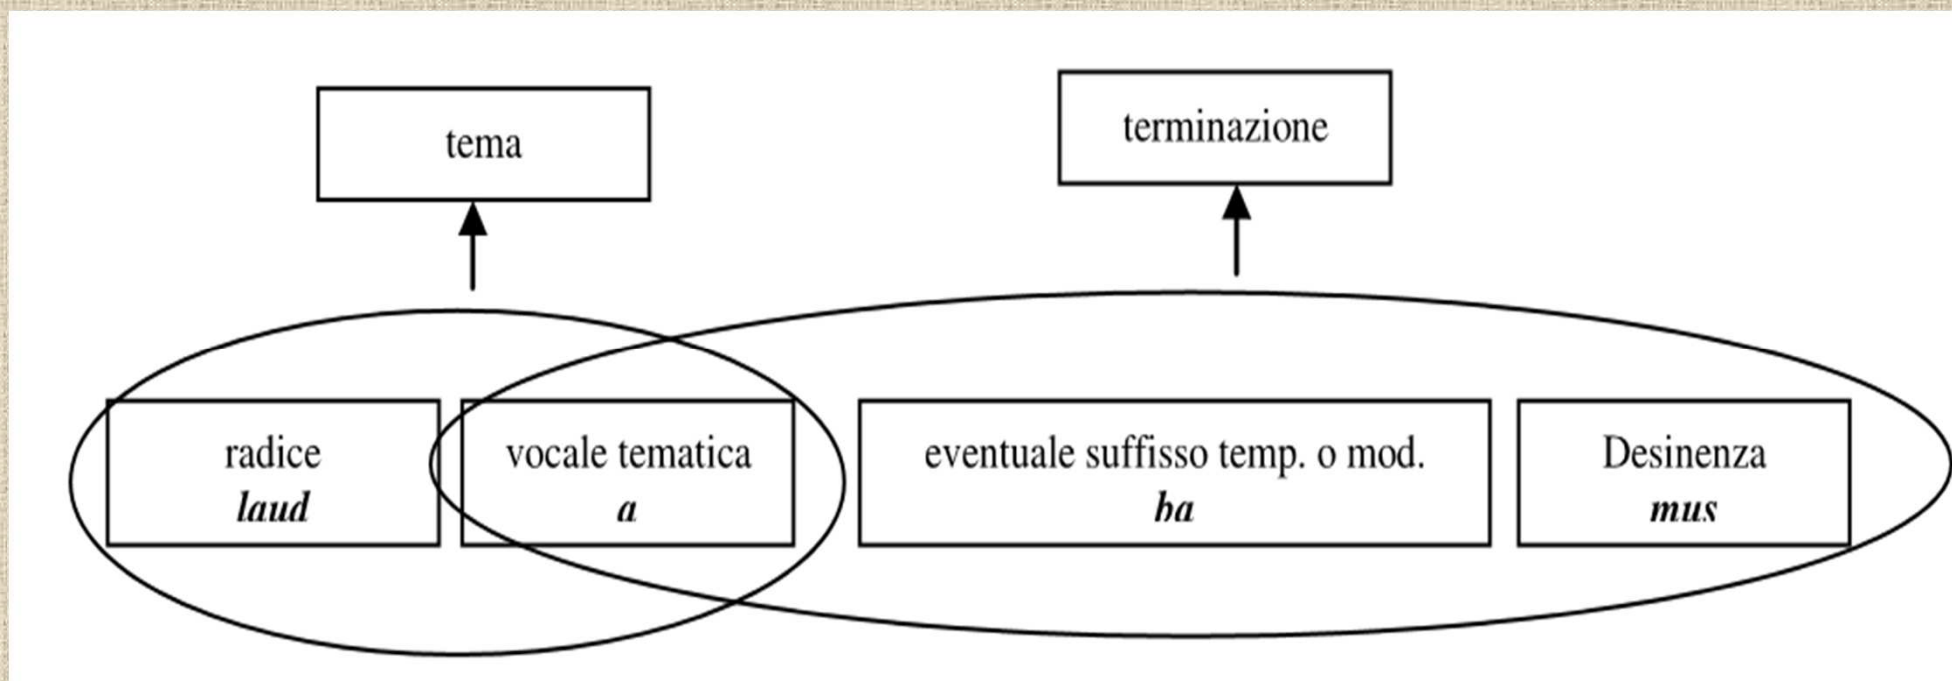 tema
terminazione
radice
laud
vocale tematica
a
eventuale suffisso temp. o mod.
ba
Desinenza
mus